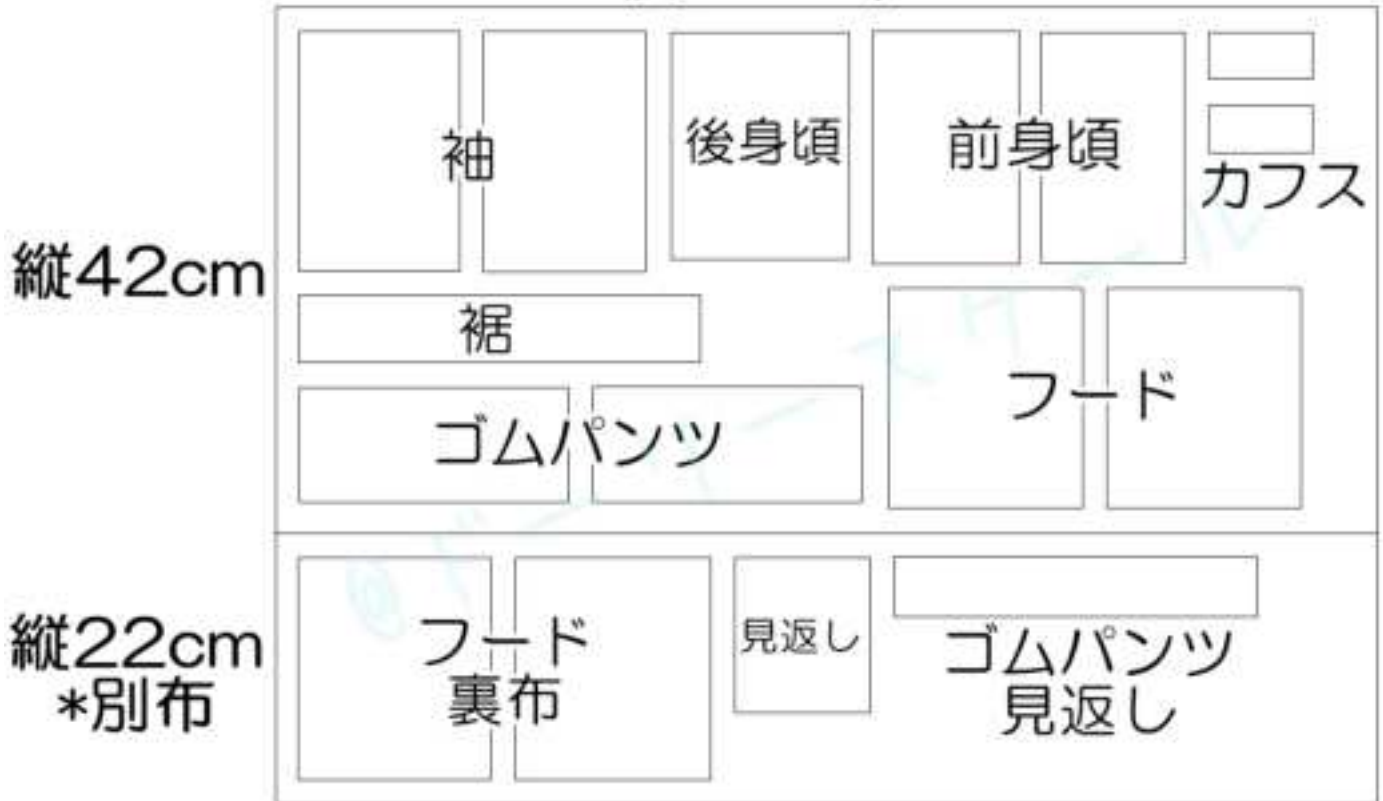 袖
後身頃
前身頃
カフス
縦42cm
裾
フード
ゴムパンツ
縦22cm
*別布
フード
裏布
見返し
ゴムパンツ
見返し